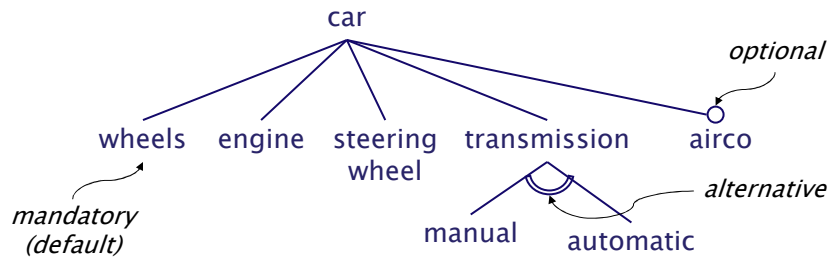 car
optional
wheels engine steering wheel transmission airco
mandatory (default)
alternative
manual automatic